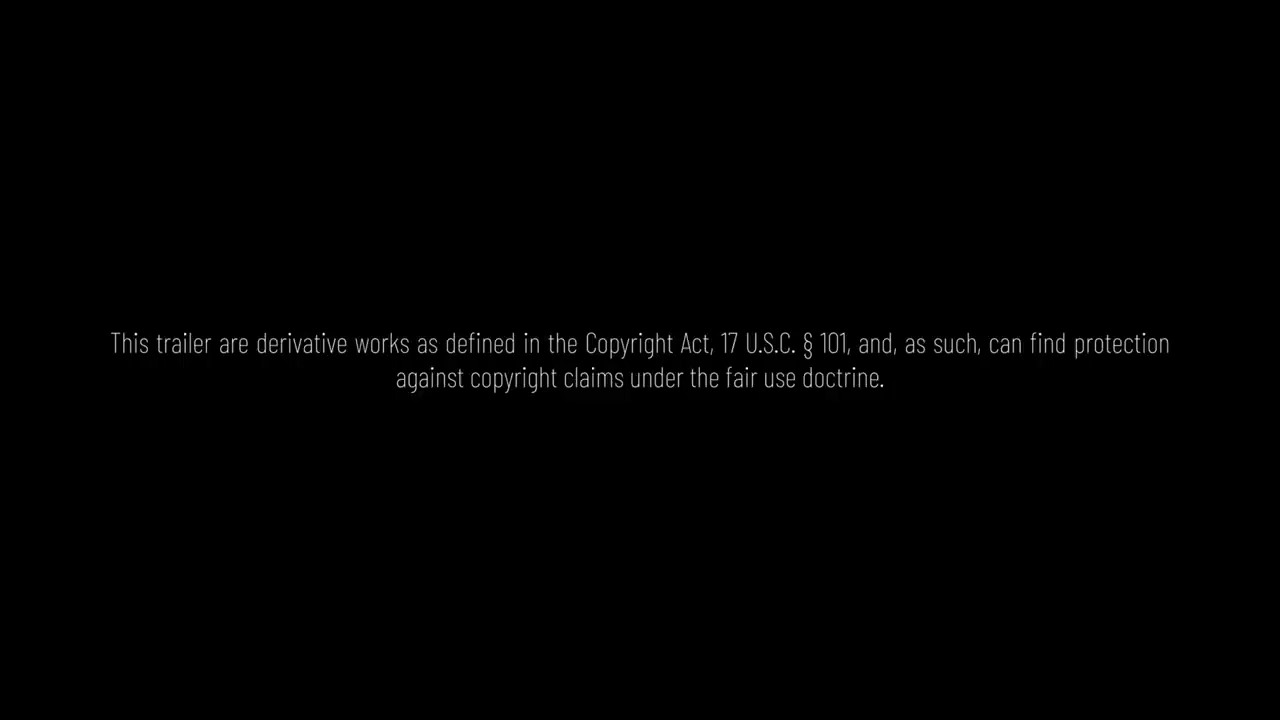 This trailer are derivative works as defined in the Copyright Act, 17 U.S.C. § 101, and, as such, can find protection
against copyright claims under the fair use doctrine.